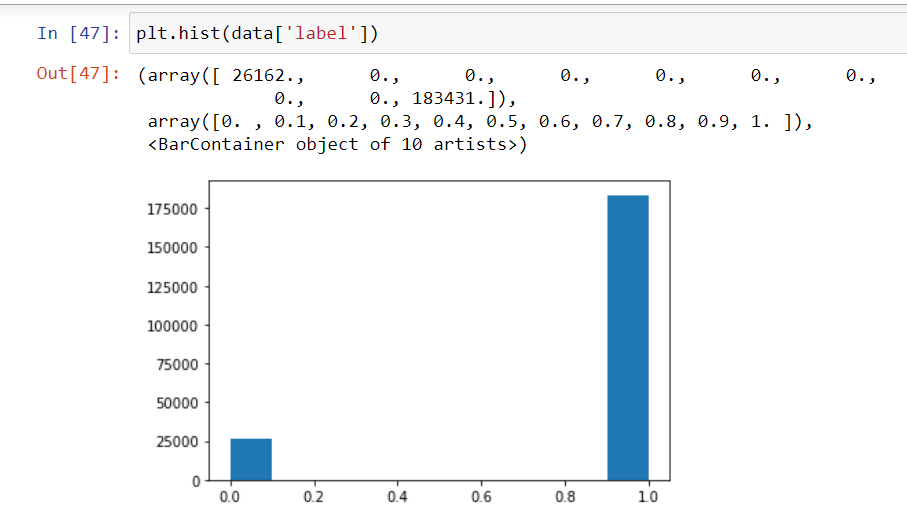 In [47]: plt.hist(data['label'])
Out[47]: (array([ 26162., 0., 0., 0., 0., 0., 0.,
0., 0., 183431.]),
array([0. , 0.1, 0.2, 0.3, 0.4, 0.5, 0.6, 0.7, 0.8, 0.9, 1. ]),
<BarContainer object of 10 artists>)
175000
150000
125000
100000
75000
50000
25000
0
0.0 0.2 0.4 0.6 0.8 1.0